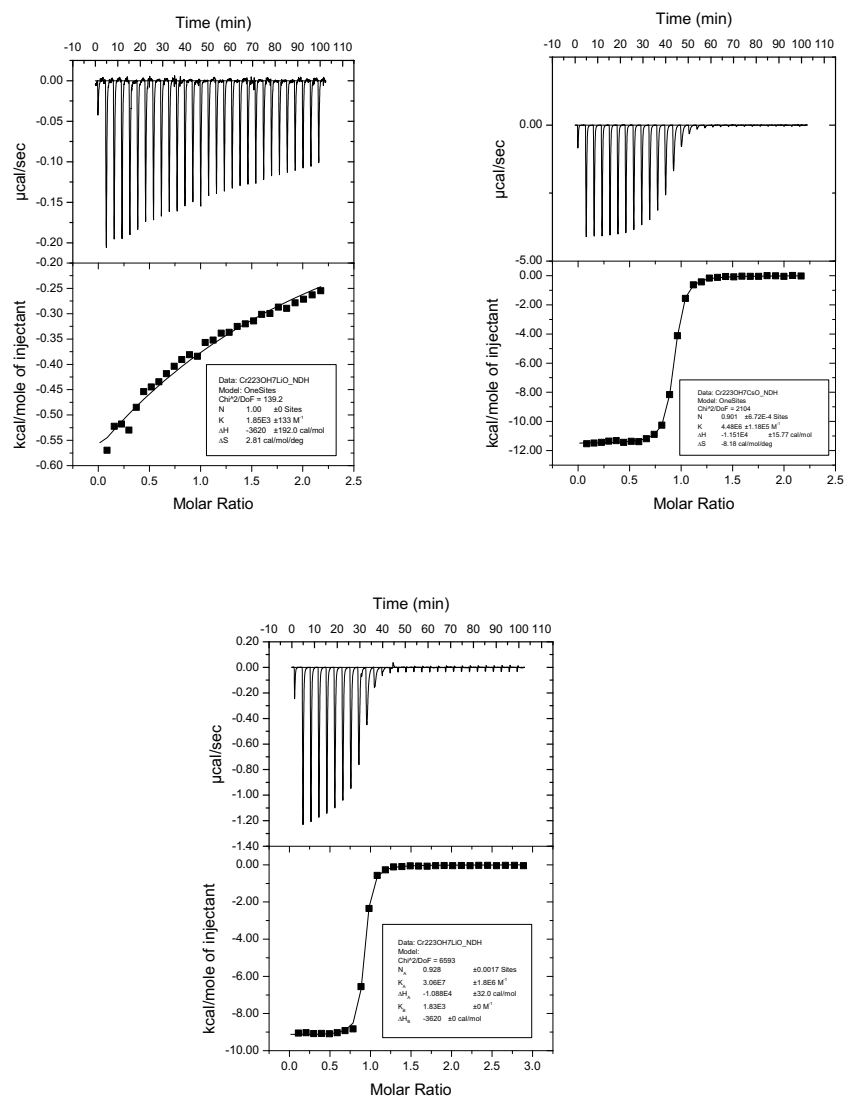 Time (min)
-10 0 10 20 30 40 50 60 70 80 90 100 110
0.00
-0.05
-0.10
-0.15
-0.20
µcal/sec
-0.20
-0.25
-0.30
-0.35
-0.40
-0.45
-0.50
-0.55
-0.60
kcal/mole of injectant
Data: Cr223OH7LiO_NDH
Model: OneSites
Chi^2/DoF = 139.2
N 1.00 ±0 Sites
K 1.85E3 ±133 M⁻¹
ΔH -3620 ±192.0 cal/mol
ΔS 2.81 cal/mol/deg
0.0 0.5 1.0 1.5 2.0 2.5
Molar Ratio
Time (min)
-10 0 10 20 30 40 50 60 70 80 90 100 110
0.00
-5.00
µcal/sec
0.00
-2.00
-4.00
-6.00
-8.00
-10.00
-12.00
kcal/mole of injectant
Data: Cr223OH7CsO_NDH
Model: OneSites
Chi^2/DoF = 2104
N 0.901 ±6.72E-4 Sites
K 4.48E6 ±1.18E5 M⁻¹
ΔH -1.151E4 ±15.77 cal/mol
ΔS -8.18 cal/mol/deg
0.0 0.5 1.0 1.5 2.0 2.5
Molar Ratio
Time (min)
-10 0 10 20 30 40 50 60 70 80 90 100 110
0.20
0.00
-0.20
-0.40
-0.60
-0.80
-1.00
-1.20
-1.40
µcal/sec
0.00
-2.00
-4.00
-6.00
-8.00
-10.00
kcal/mole of injectant
Data: Cr223OH7LiO_NDH
Model:
Chi^2/DoF = 6593
N_A 0.928 ±0.0017 Sites
K_A 3.06E7 ±1.8E6 M⁻¹
ΔH_A -1.088E4 ±32.0 cal/mol
K_B 1.83E3 ±0 M⁻¹
ΔH_B -3620 ±0 cal/mol
0.0 0.5 1.0 1.5 2.0 2.5 3.0
Molar Ratio